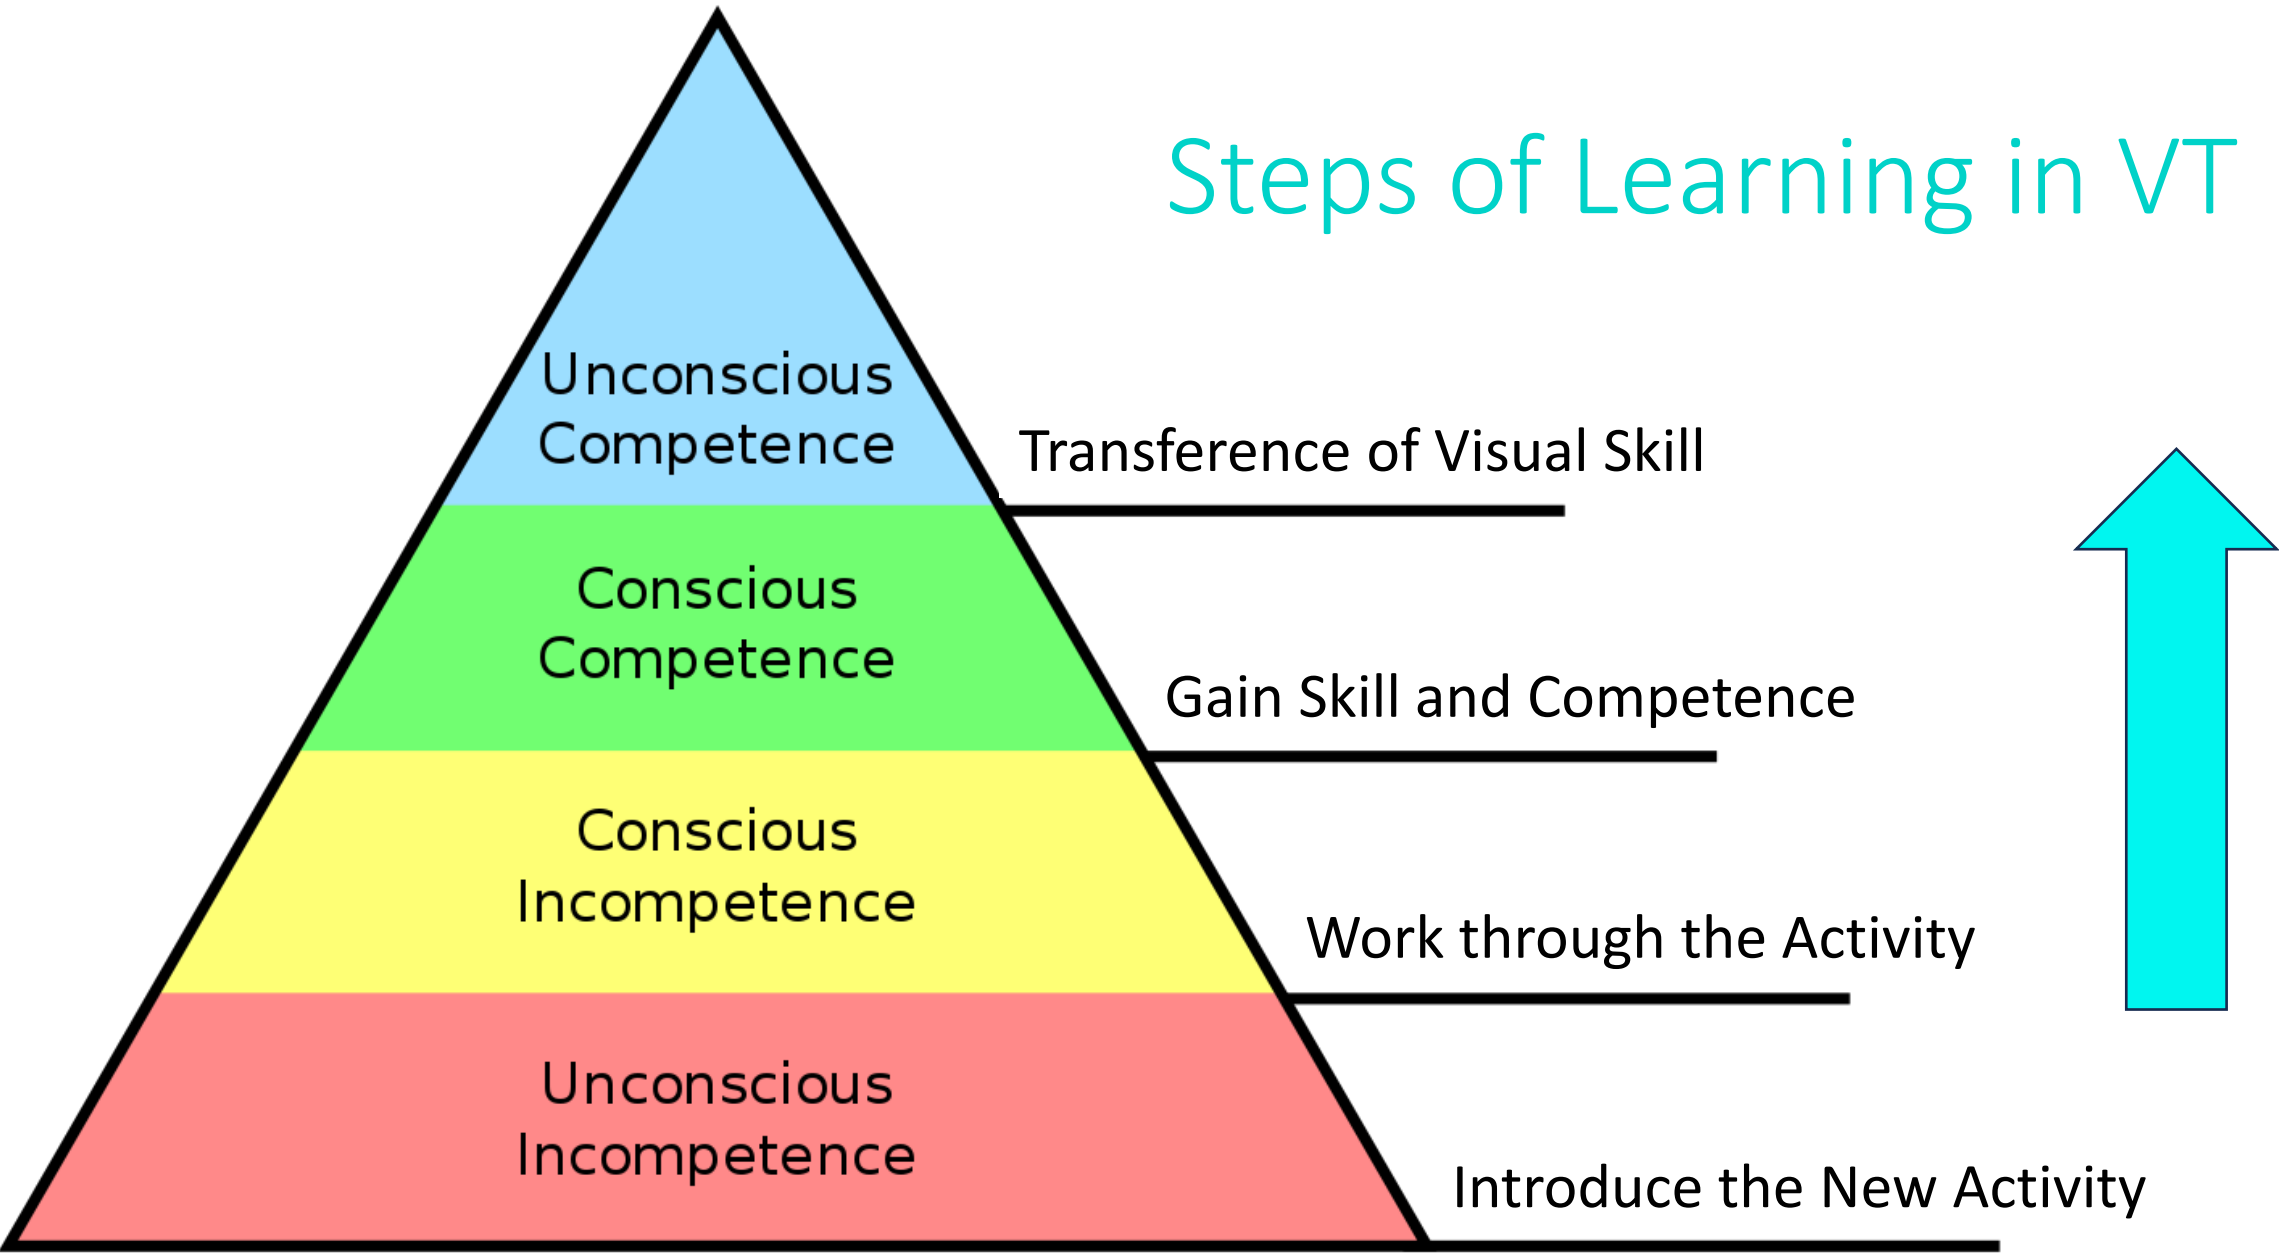 Steps of Learning in VT
Unconscious
Competence
Transference of Visual Skill
Conscious
Competence
Gain Skill and Competence
Conscious
Incompetence
Work through the Activity
Unconscious
Incompetence
Introduce the New Activity